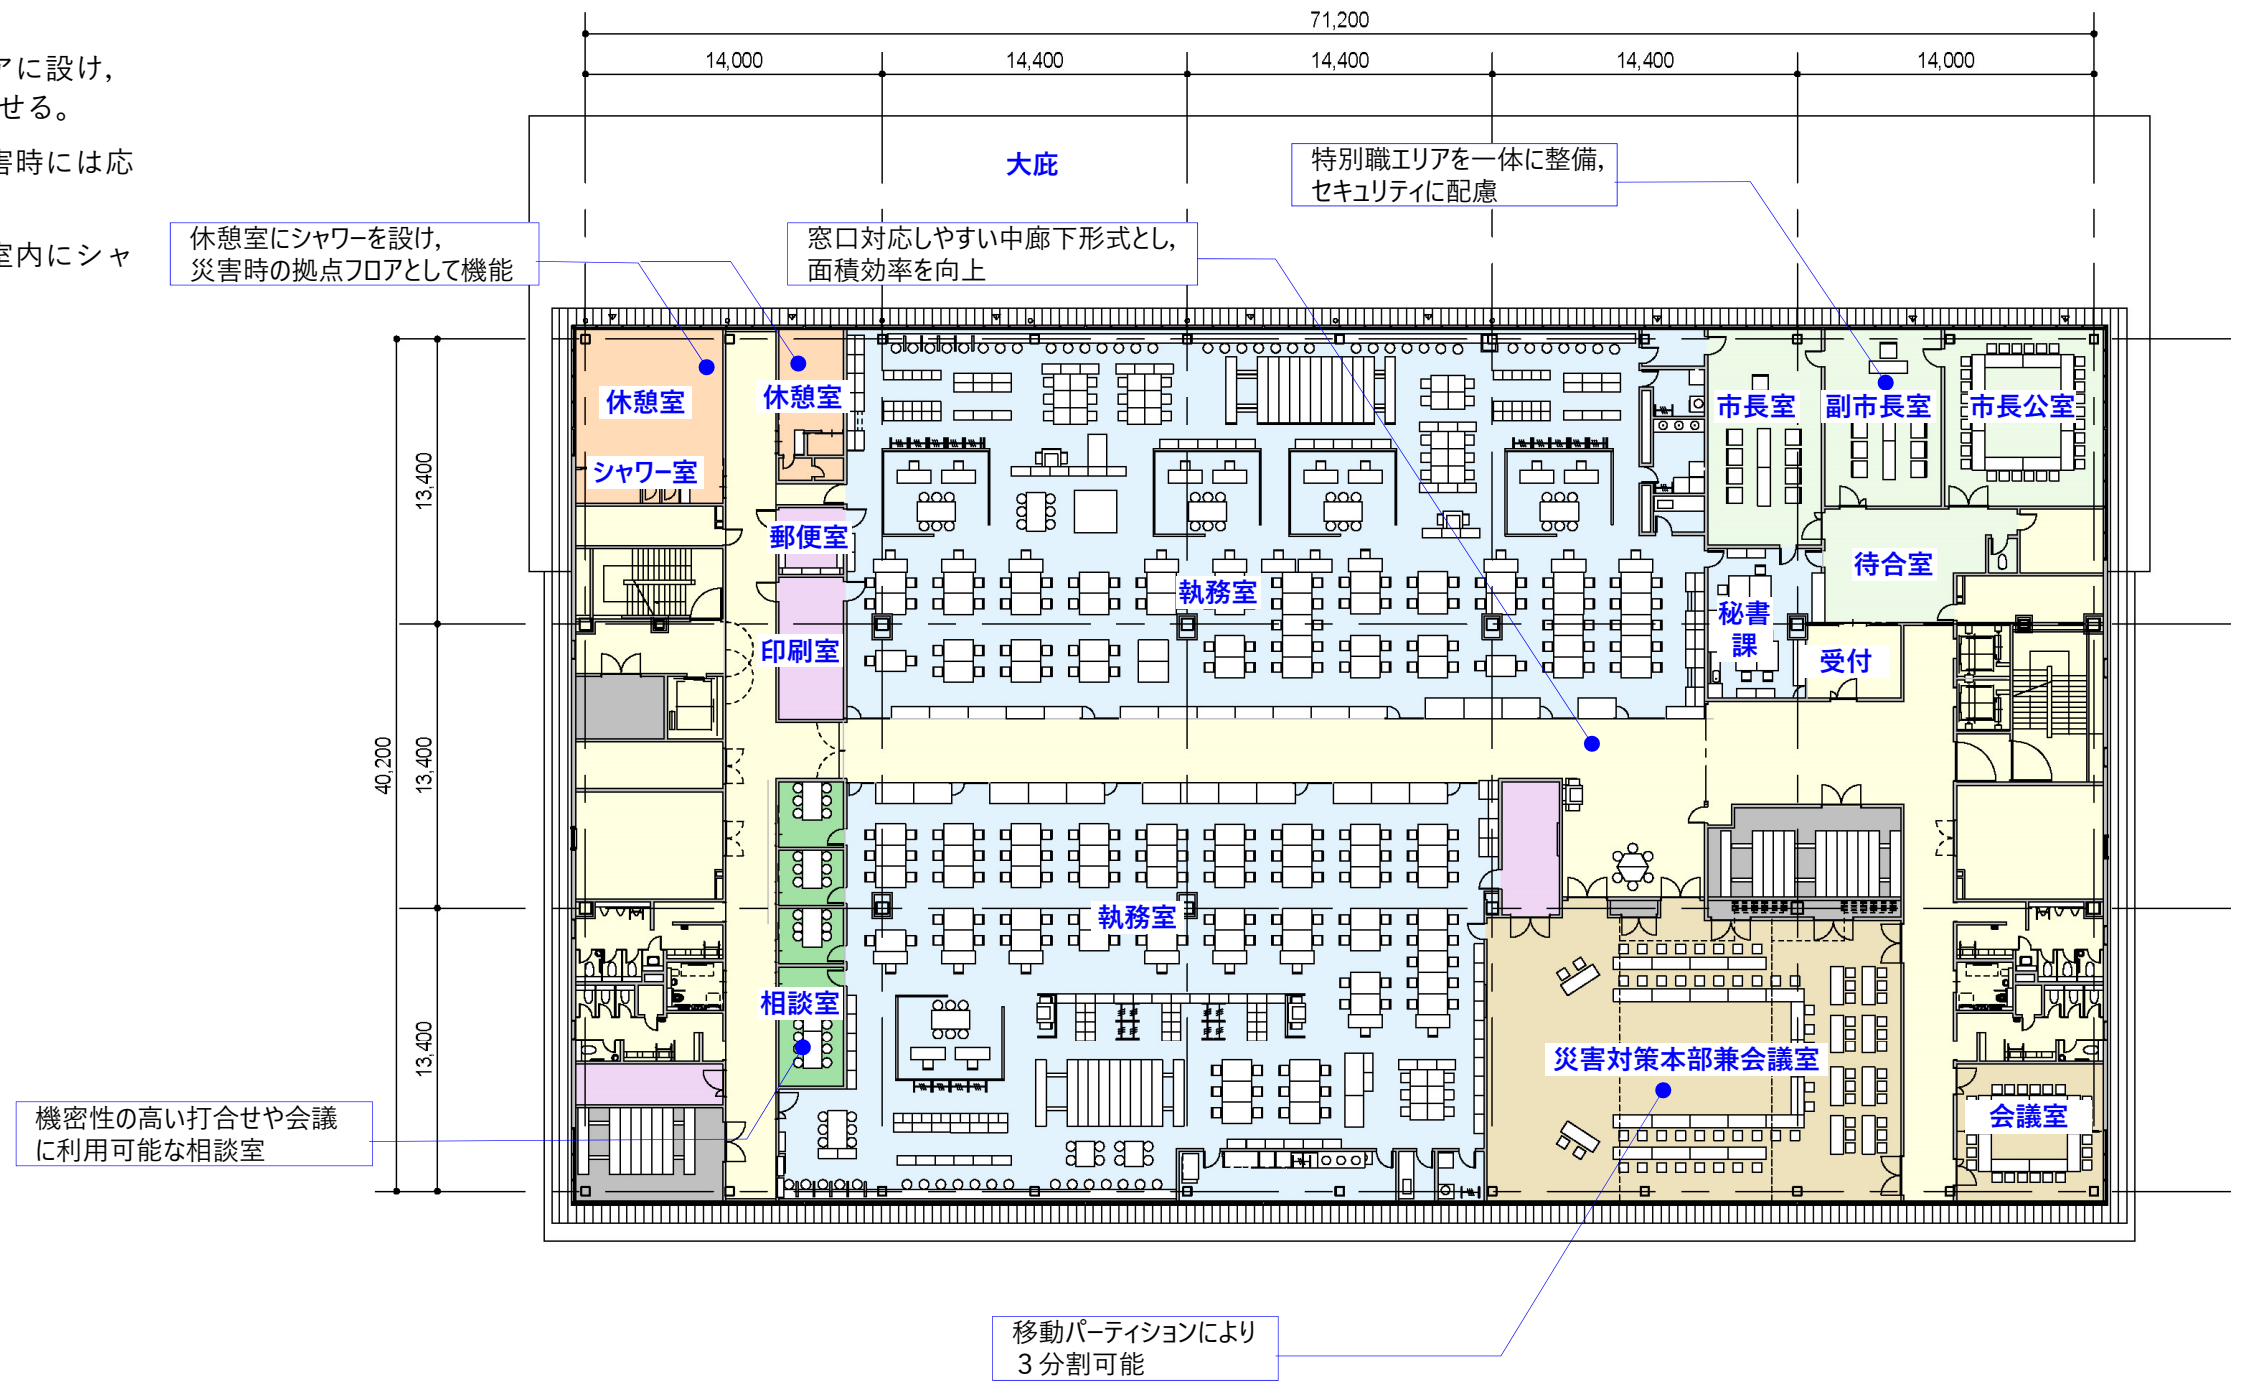 71,200
14,000
14,400
14,400
14,400
14,000
アに設け,
せる。
害時には応
室内にシャ
大庇
特別職エリアを一体に整備,
セキュリティに配慮
休憩室にシャワーを設け,
災害時の拠点フロアとして機能
窓口対応しやすい中廊下形式とし,
面積効率を向上
休憩室
休憩室
市長室
副市長室
市長公室
シャワー室
13,400
郵便室
執務室
待合室
秘書
課
印刷室
受付
40,200
13,400
執務室
相談室
13,400
災害対策本部兼会議室
会議室
機密性の高い打合せや会議
に利用可能な相談室
移動パーティションにより
３分割可能